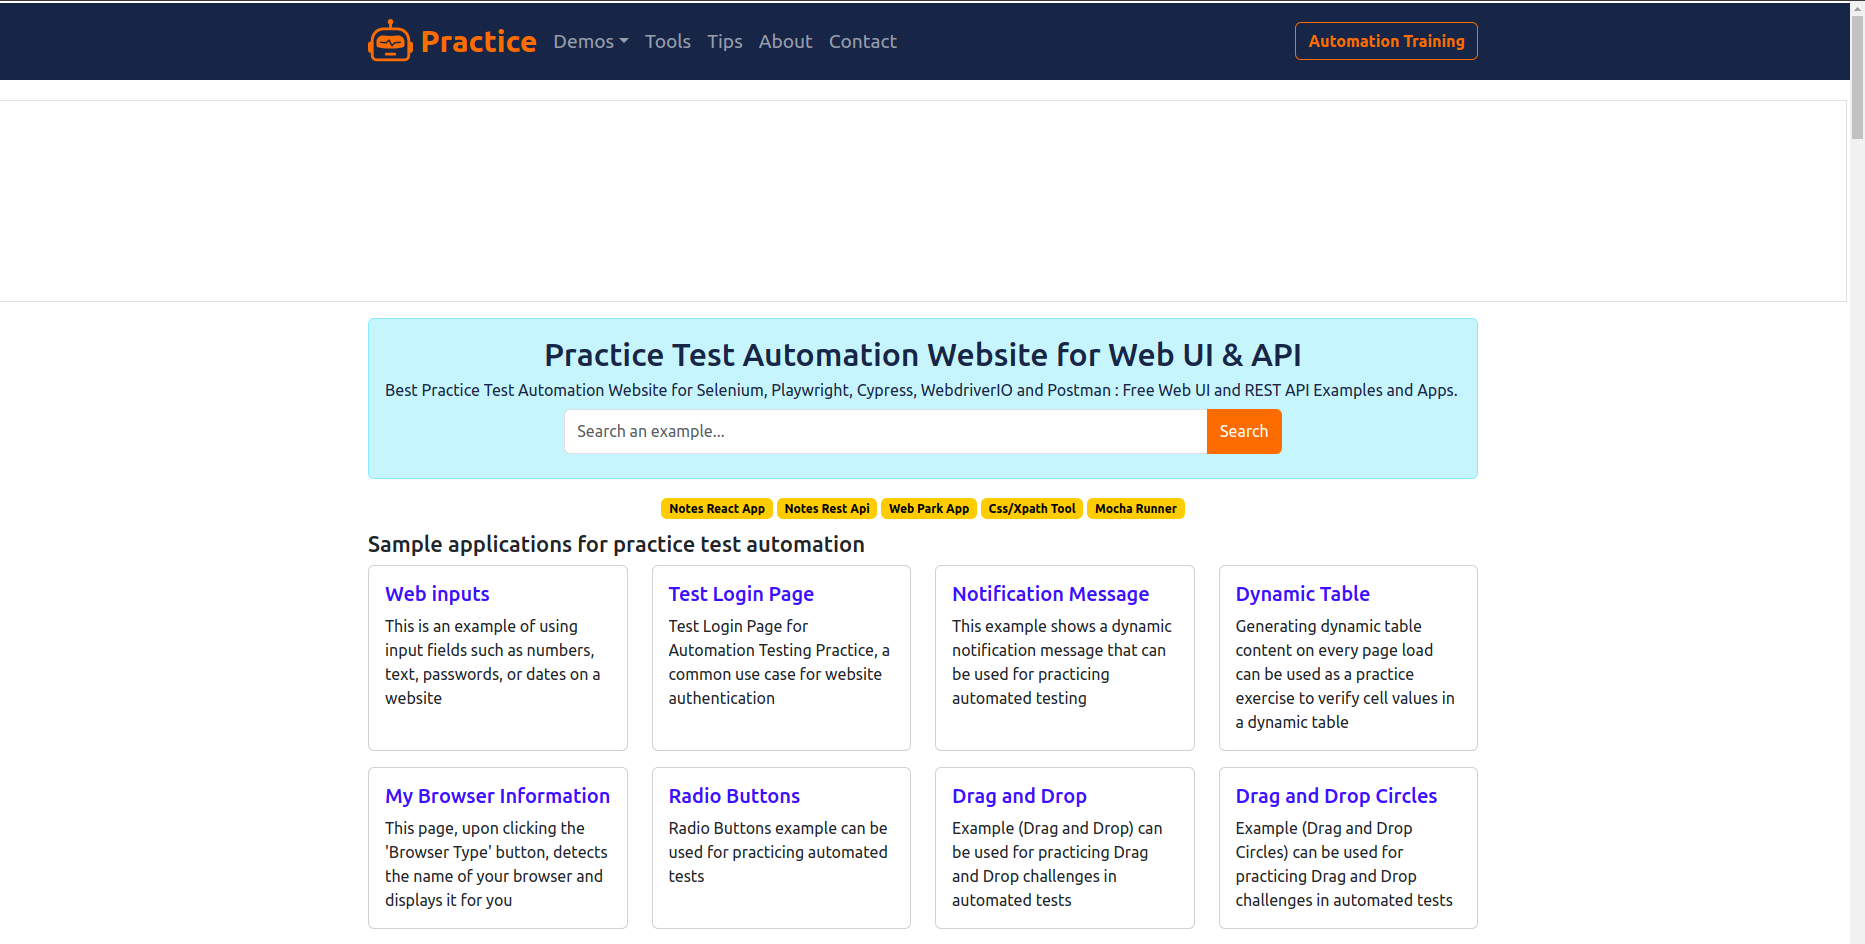 Practice Demos Tools Tips About Contact Automation Training
Practice Test Automation Website for Web UI & API
Best Practice Test Automation Website for Selenium, Playwright, Cypress, WebdriverIO and Postman : Free Web UI and REST API Examples and Apps.
Search an example... Search
Notes React App Notes Rest Api Web Park App Css/Xpath Tool Mocha Runner
Sample applications for practice test automation
Web inputs
This is an example of using
input fields such as numbers,
text, passwords, or dates on a
website
Test Login Page
Test Login Page for
Automation Testing Practice, a
common use case for website
authentication
Notification Message
This example shows a dynamic
notification message that can
be used for practicing
automated testing
Dynamic Table
Generating dynamic table
content on every page load
can be used as a practice
exercise to verify cell values in
a dynamic table
My Browser Information
This page, upon clicking the
'Browser Type' button, detects
the name of your browser and
displays it for you
Radio Buttons
Radio Buttons example can be
used for practicing automated
tests
Drag and Drop
Example (Drag and Drop) can
be used for practicing Drag
and Drop challenges in
automated tests
Drag and Drop Circles
Example (Drag and Drop
Circles) can be used for
practicing Drag and Drop
challenges in automated tests